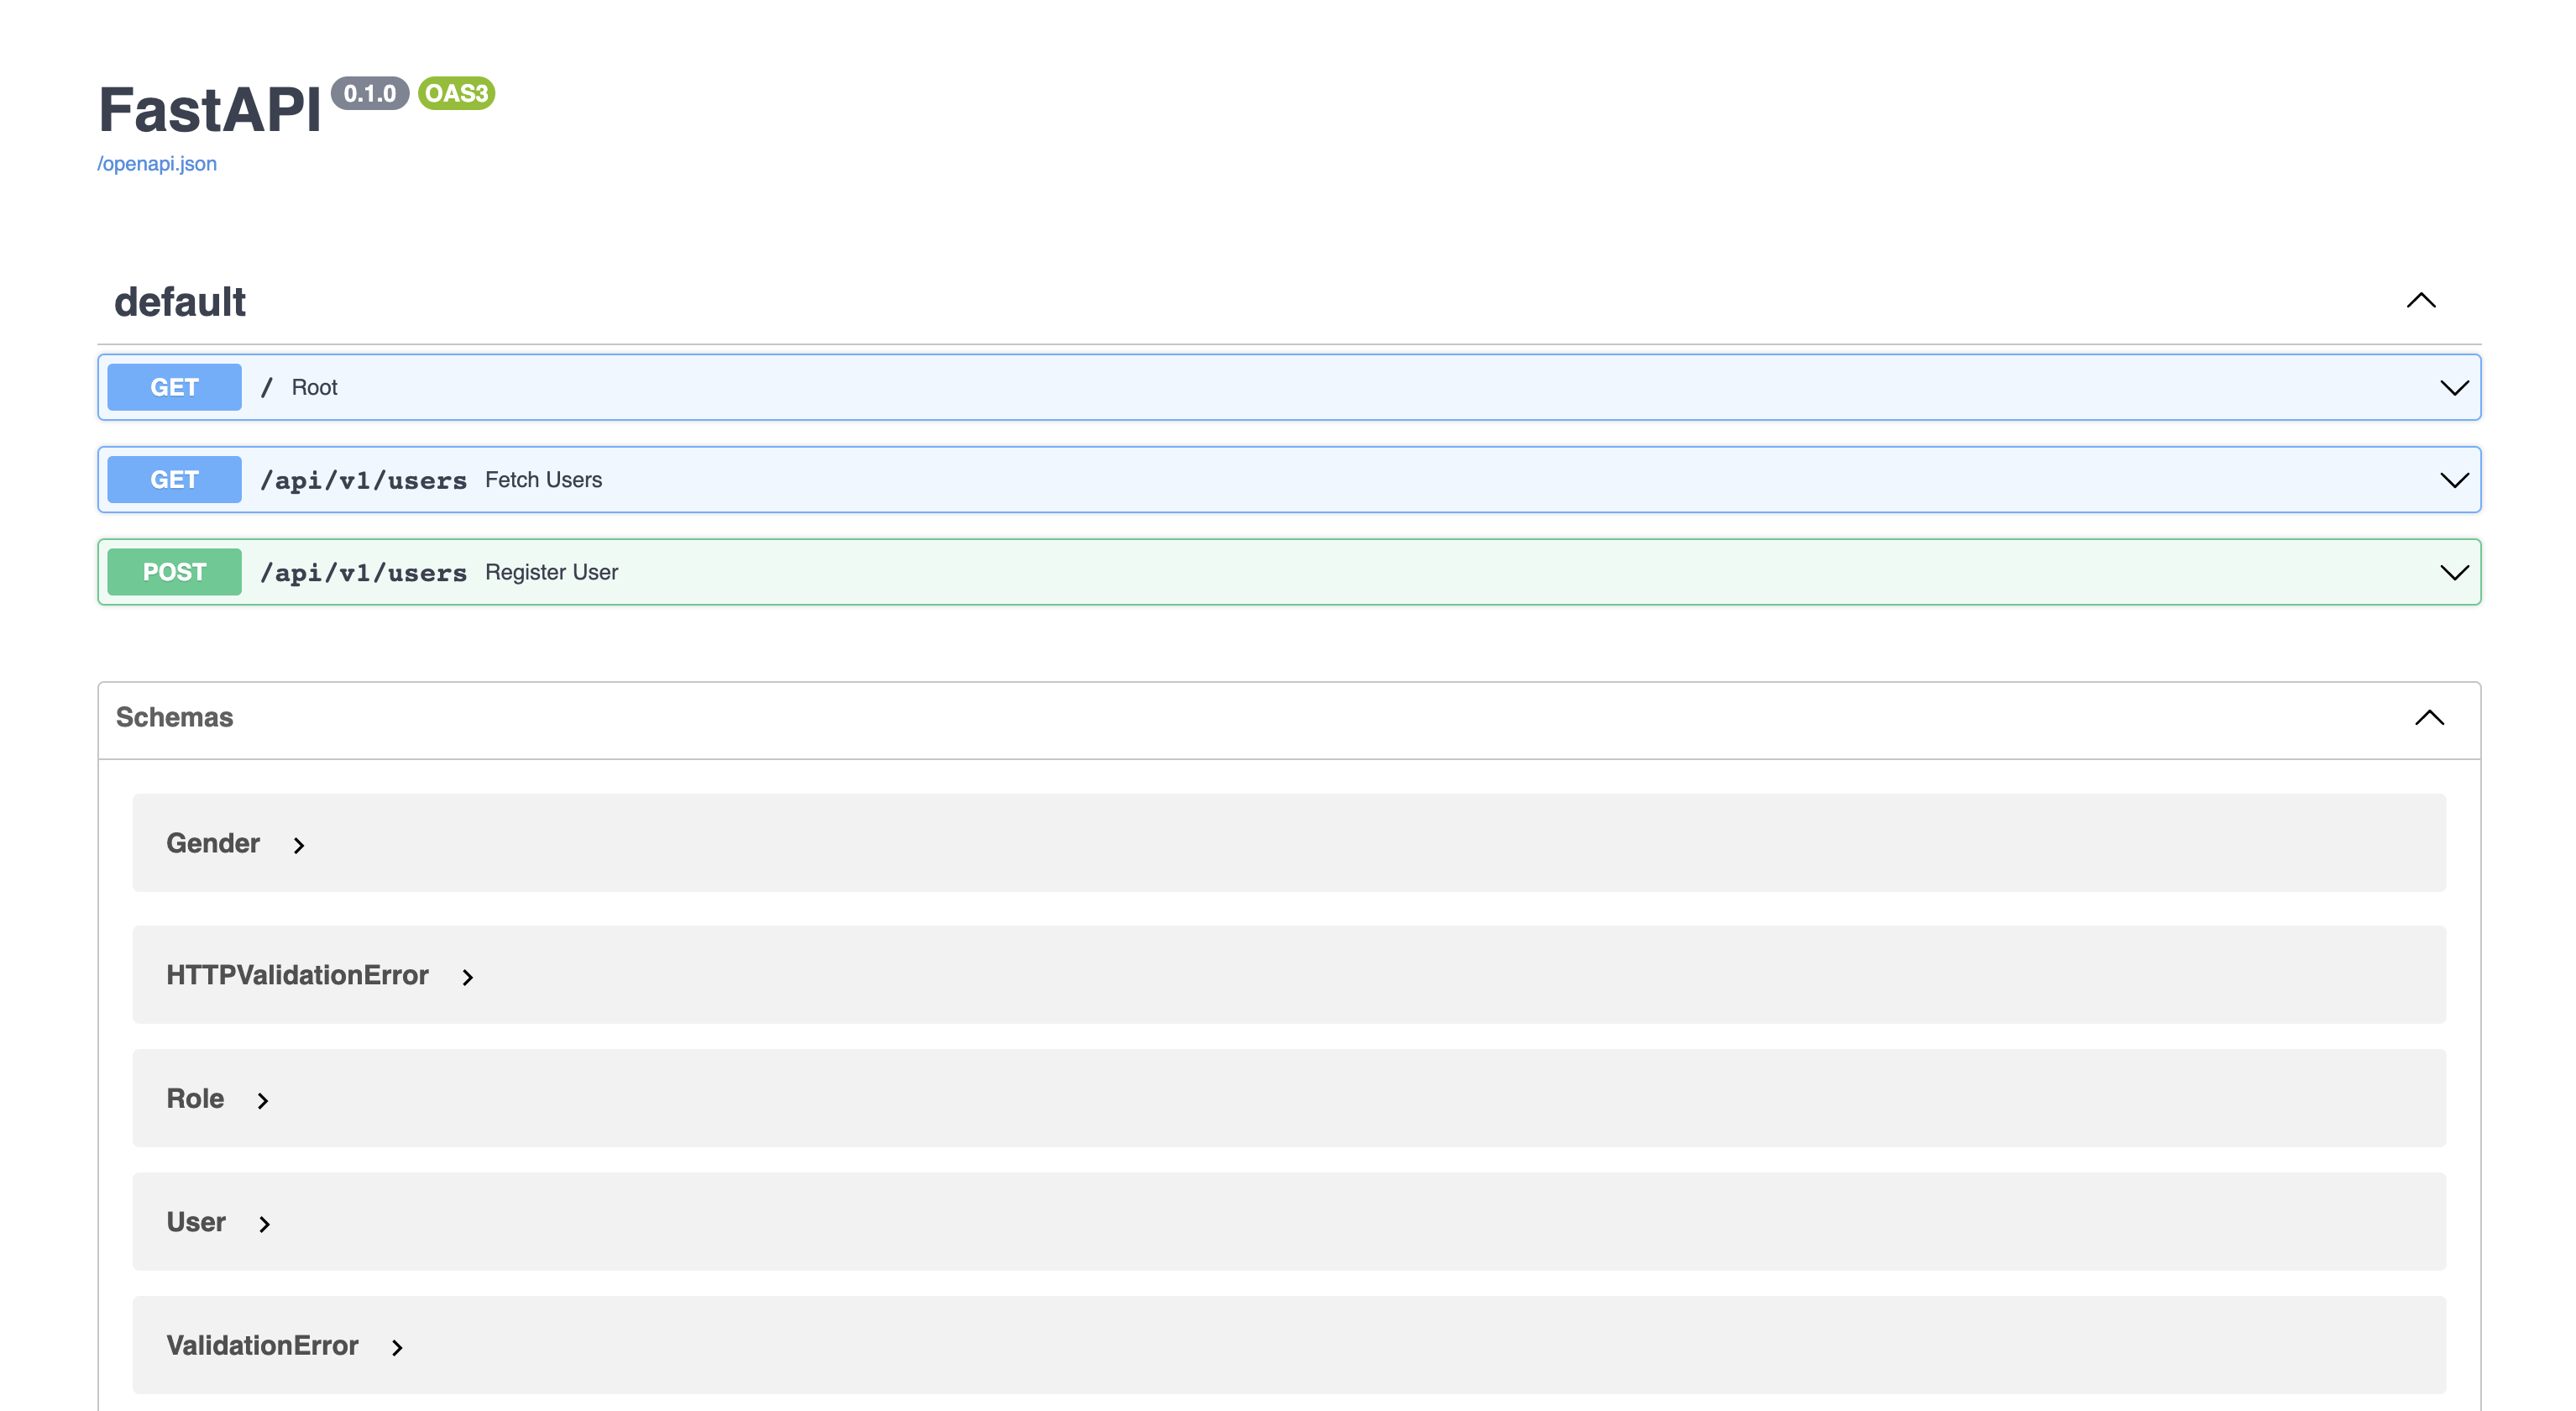 FastAPI 0.1.0 OAS3
/openapi.json
default
GET / Root
GET /api/v1/users Fetch Users
POST /api/v1/users Register User
Schemas
Gender
HTTPValidationError
Role
User
ValidationError